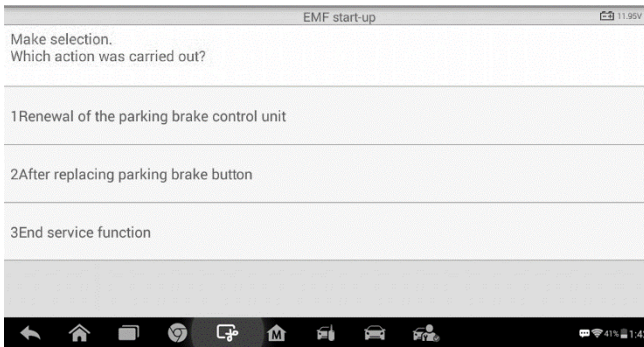 EMF start-up
11.95V
Make selection.
Which action was carried out?
1Renewal of the parking brake control unit
2After replacing parking brake button
3End service function
M
41%